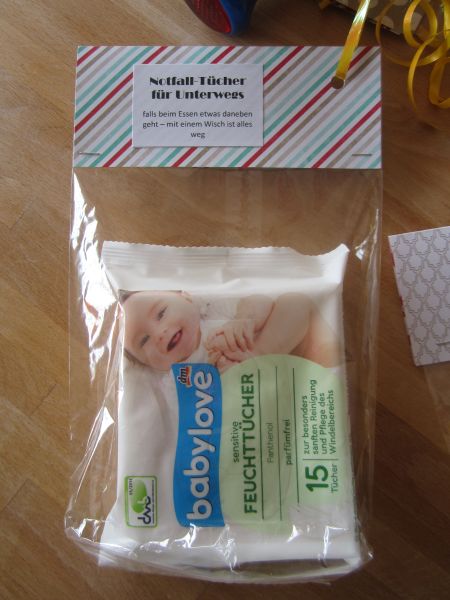 Notfall-Tücher
für Unterwegs
falls beim Essen etwas daneben
geht – mit einem Wisch ist alles
weg
dm
babylove
sensitive
FEUCHTTÜCHER
Panthenol
parfümfrei
15
Tücher
zur besonders
sanften Reinigung
und Pflege des
Windelbereichs